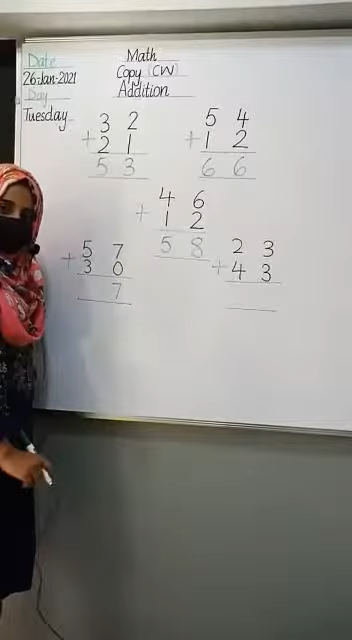 Date
26-Jan-2021
Day
Tuesday
Math
Copy (CW)
Addition
3 2
+ 2 1
5 3
5 4
+ 1 2
6 6
4 6
+ 1 2
5 8
5 7
+ 3 0
7
2 3
+ 4 3